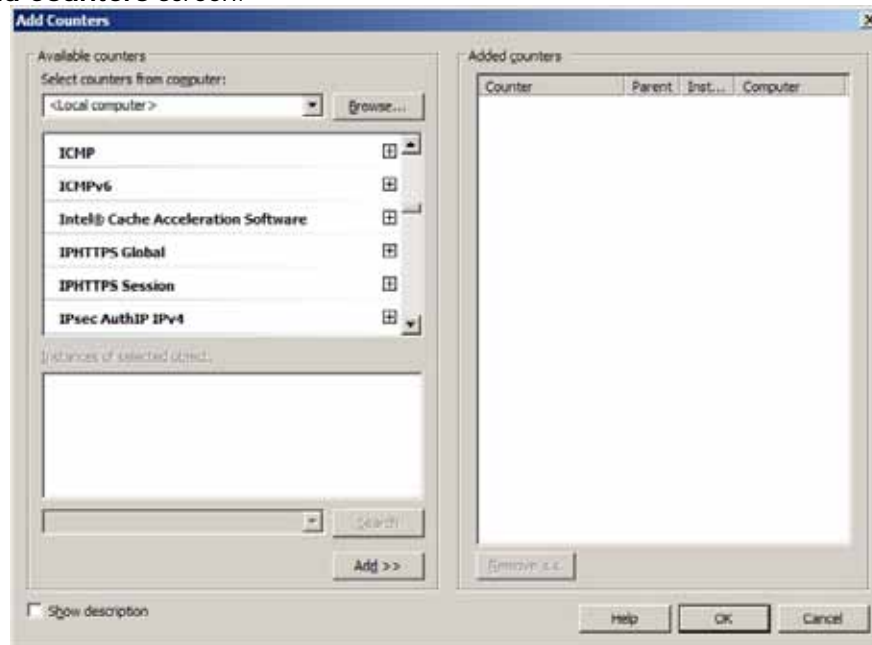 Counters screen.
Add Counters
Available counters
Select counters from computer:
<Local computer>
Browse...
ICMP
ICMPv6
Intel® Cache Acceleration Software
IPHTTPS Global
IPHTTPS Session
IPsec AuthIP IPv4
Instances of selected object:
Search
Add >>
Show description
Added counters
Counter Parent Inst... Computer
Remove <<
Help OK Cancel